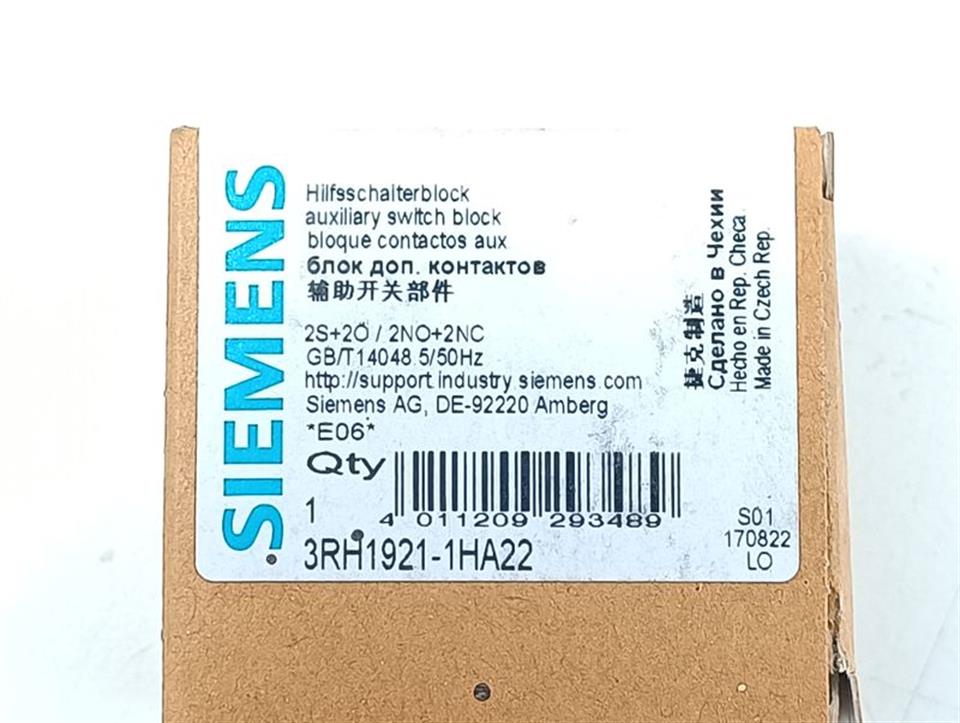 SIEMENS
Hilfsschalterblock
auxiliary switch block
bloque contactos aux
блок доп. контактов
辅助开关部件
2S+2Ö / 2NO+2NC
GB/T14048.5/50Hz
http://support.industry.siemens.com
Siemens AG, DE-92220 Amberg
*E06*
Qty
1
4 011209 293489
3RH1921-1HA22
捷克制造
Сделано в Чехии
Hecho en Rep. Checa
Made in Czech Rep.
S01
170822
LO